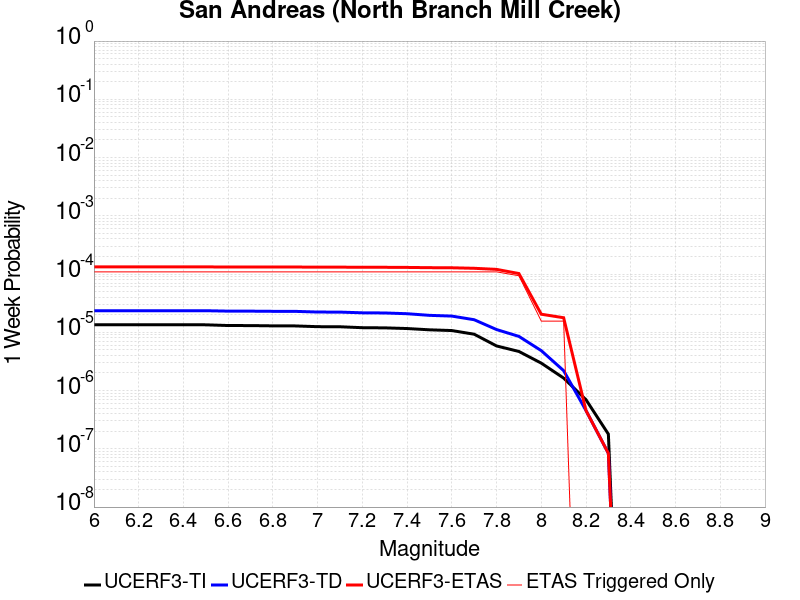 San Andreas (North Branch Mill Creek)
1 Week Probability
10^0
10^-1
10^-2
10^-3
10^-4
10^-5
10^-6
10^-7
10^-8
6 6.2 6.4 6.6 6.8 7 7.2 7.4 7.6 7.8 8 8.2 8.4 8.6 8.8 9
Magnitude
UCERF3-TI UCERF3-TD UCERF3-ETAS ETAS Triggered Only